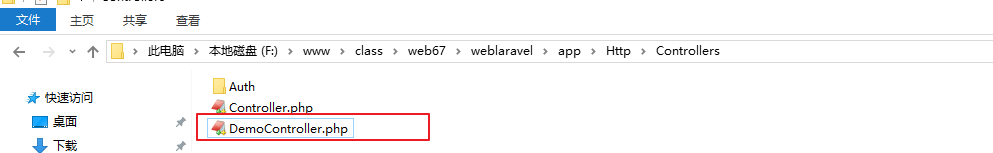 文件 主页 共享 查看
此电脑 > 本地磁盘 (F:) > www > class > web67 > weblaravel > app > Http > Controllers
快速访问
桌面
下载
Auth
Controller.php
DemoController.php